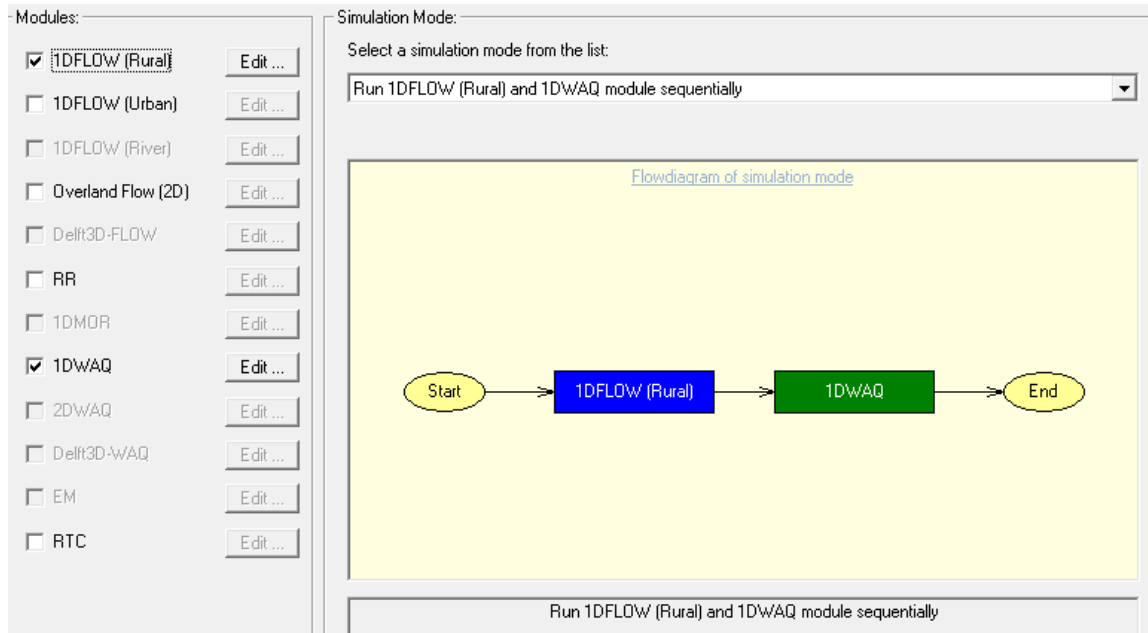 Modules:
1DFLOW (Rural)
Edit ...
1DFLOW (Urban)
Edit ...
1DFLOW (River)
Edit ...
Overland Flow (2D)
Edit ...
Delft3D-FLOW
Edit ...
RR
Edit ...
1DMOR
Edit ...
1DWAQ
Edit ...
2DWAQ
Edit ...
Delft3D-WAQ
Edit ...
EM
Edit ...
RTC
Edit ...
Simulation Mode:
Select a simulation mode from the list:
Run 1DFLOW (Rural) and 1DWAQ module sequentially
Flowdiagram of simulation mode
Start
1DFLOW (Rural)
1DWAQ
End
Run 1DFLOW (Rural) and 1DWAQ module sequentially